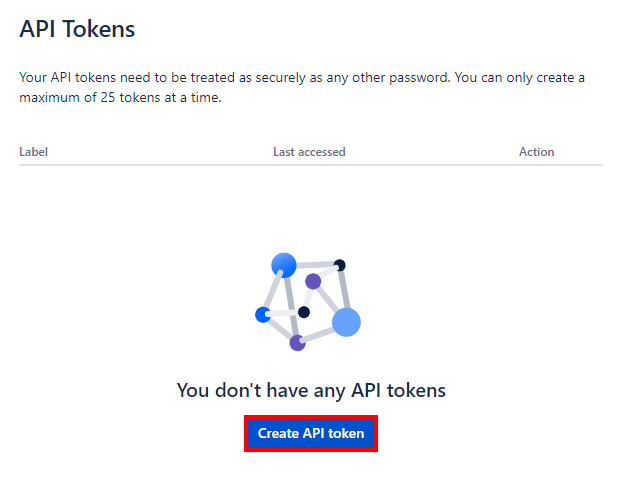 API Tokens
Your API tokens need to be treated as securely as any other password. You can only create a
maximum of 25 tokens at a time.
Label Last accessed Action
You don't have any API tokens
Create API token